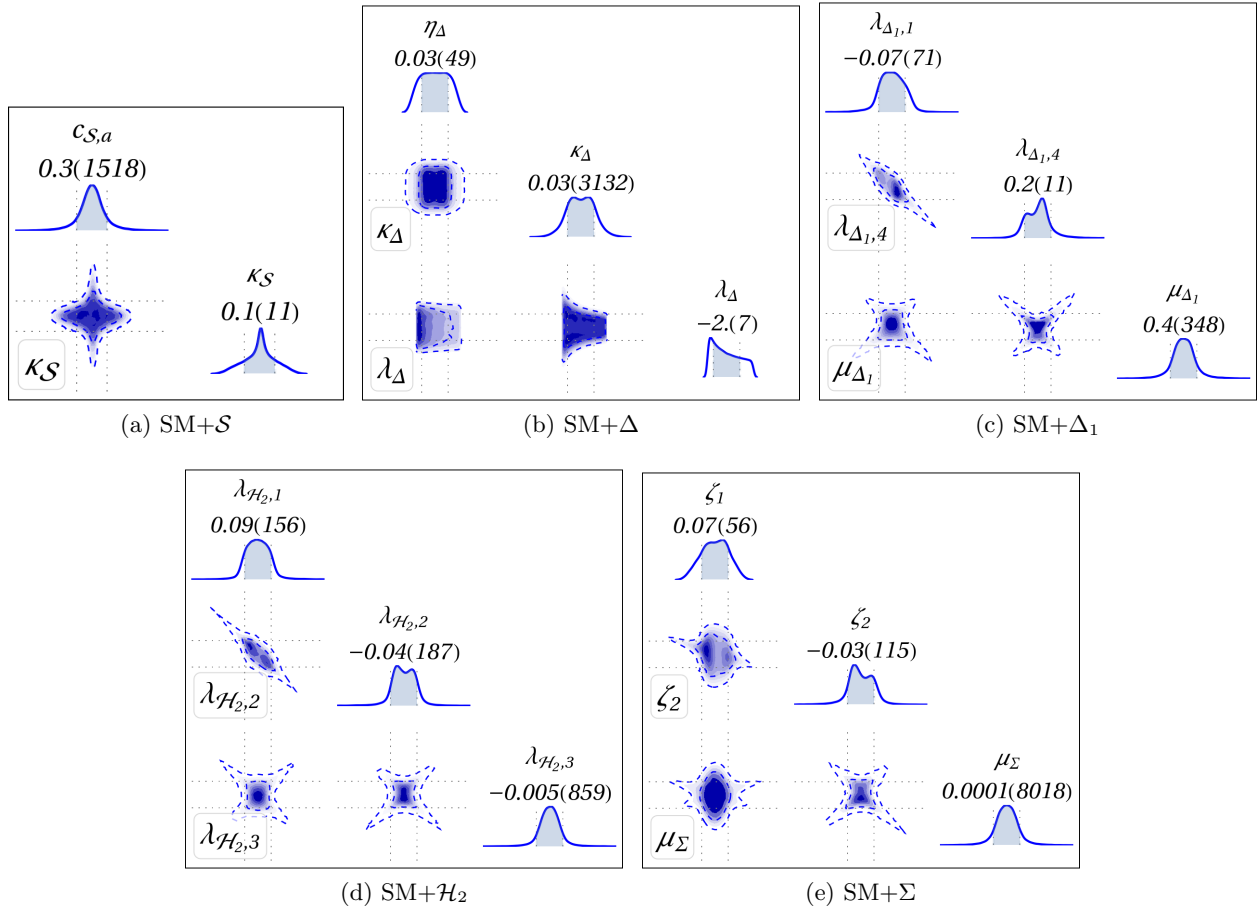 c_{𝒮,a}
0.3(1518)
κ_𝒮
0.1(11)
κ_𝒮
(a) SM+𝒮
η_Δ
0.03(49)
κ_Δ
0.03(3132)
κ_Δ
λ_Δ
-2.(7)
λ_Δ
(b) SM+Δ
λ_{Δ₁,1}
-0.07(71)
λ_{Δ₁,4}
0.2(11)
λ_{Δ₁,4}
μ_{Δ₁}
0.4(348)
μ_{Δ₁}
(c) SM+Δ₁
λ_{ℋ₂,1}
0.09(156)
λ_{ℋ₂,2}
-0.04(187)
λ_{ℋ₂,2}
λ_{ℋ₂,3}
-0.005(859)
λ_{ℋ₂,3}
(d) SM+ℋ₂
ζ₁
0.07(56)
ζ₂
-0.03(115)
ζ₂
μ_Σ
0.0001(8018)
μ_Σ
(e) SM+Σ